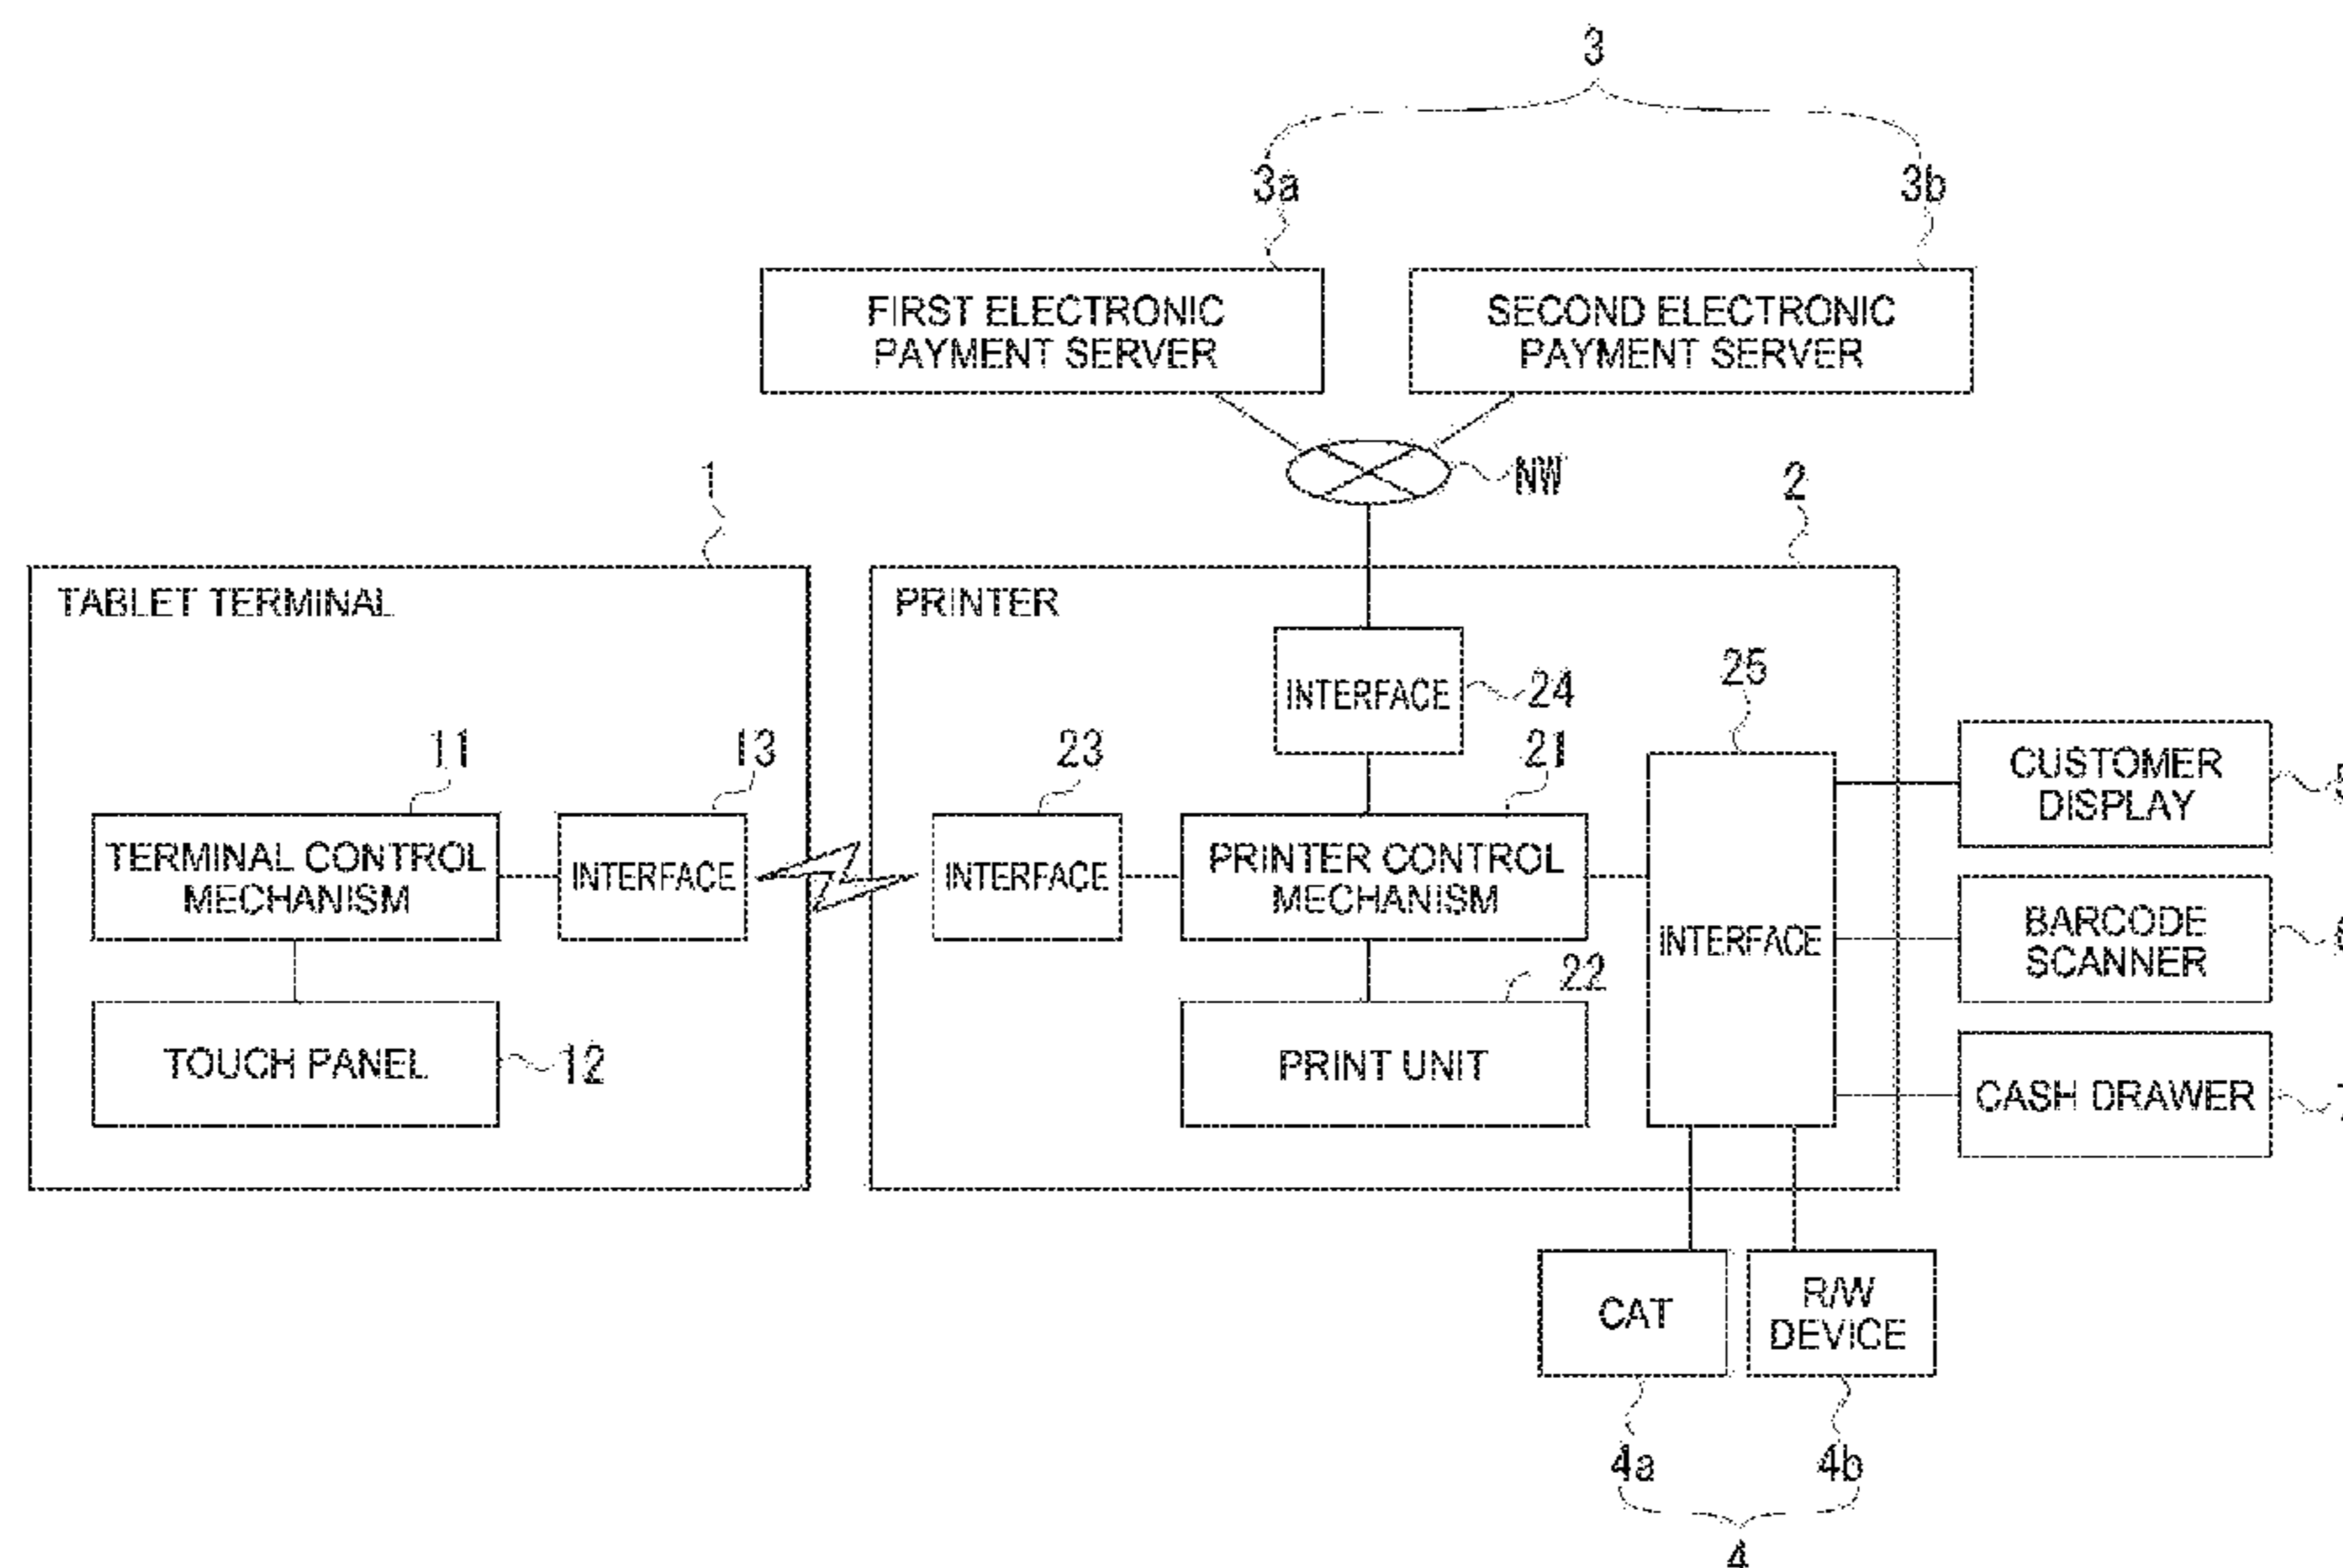 3
3a
3b
FIRST ELECTRONIC
PAYMENT SERVER
SECOND ELECTRONIC
PAYMENT SERVER
NW
1
2
TABLET TERMINAL
PRINTER
INTERFACE
24
25
11
13
23
21
TERMINAL CONTROL
MECHANISM
INTERFACE
INTERFACE
PRINTER CONTROL
MECHANISM
INTERFACE
CUSTOMER
DISPLAY
BARCODE
SCANNER
22
TOUCH PANEL
12
PRINT UNIT
CASH DRAWER
CAT
R/W
DEVICE
4a
4b
4